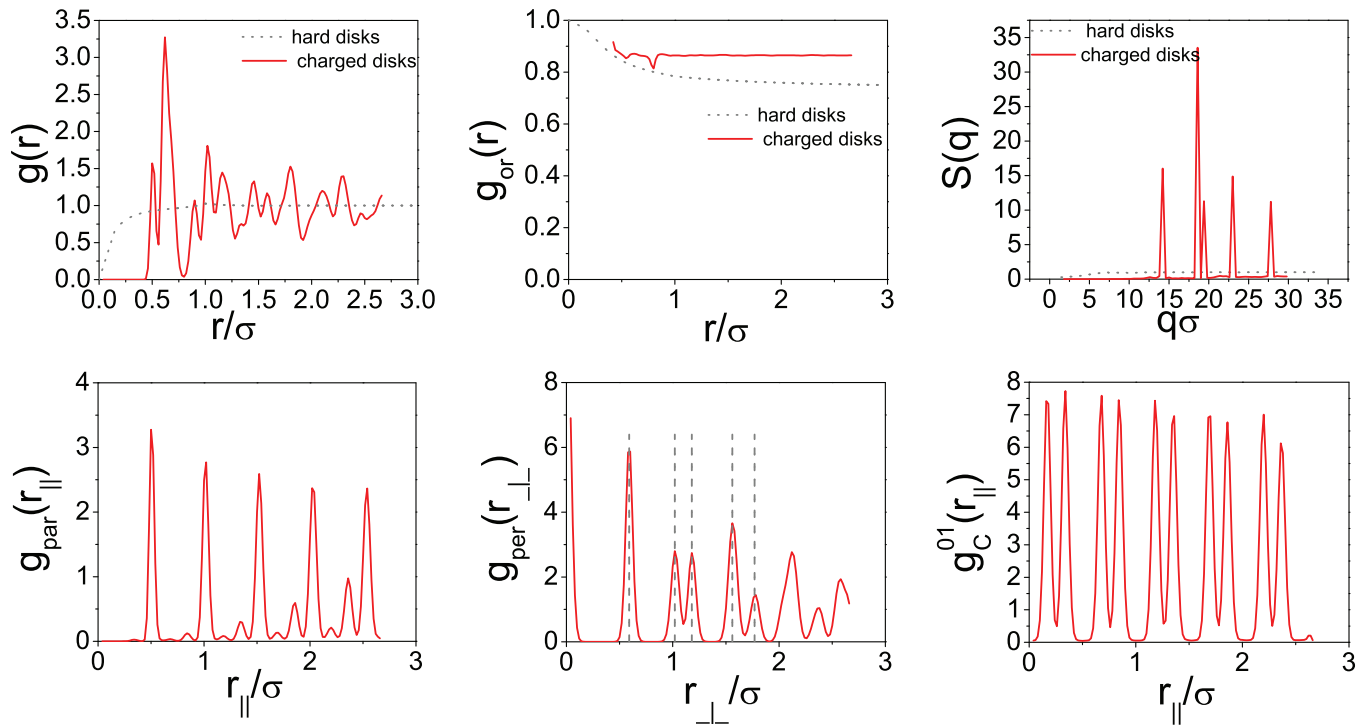 g(r)
3.5
3.0
2.5
2.0
1.5
1.0
0.5
0.0
hard disks
charged disks
0.0 0.5 1.0 1.5 2.0 2.5 3.0
r/σ
g_or(r)
1.0
0.8
0.6
0.4
0.2
0.0
hard disks
charged disks
0 1 2 3
r/σ
S(q)
35
30
25
20
15
10
5
0
hard disks
charged disks
0 5 10 15 20 25 30 35
qσ
g_par(r_||)
4
3
2
1
0
0 1 2 3
r_||/σ
g_per(r_⊥)
8
6
4
2
0
0 1 2 3
r_⊥/σ
g_C^01(r_||)
8
7
6
5
4
3
2
1
0
0 1 2 3
r_||/σ